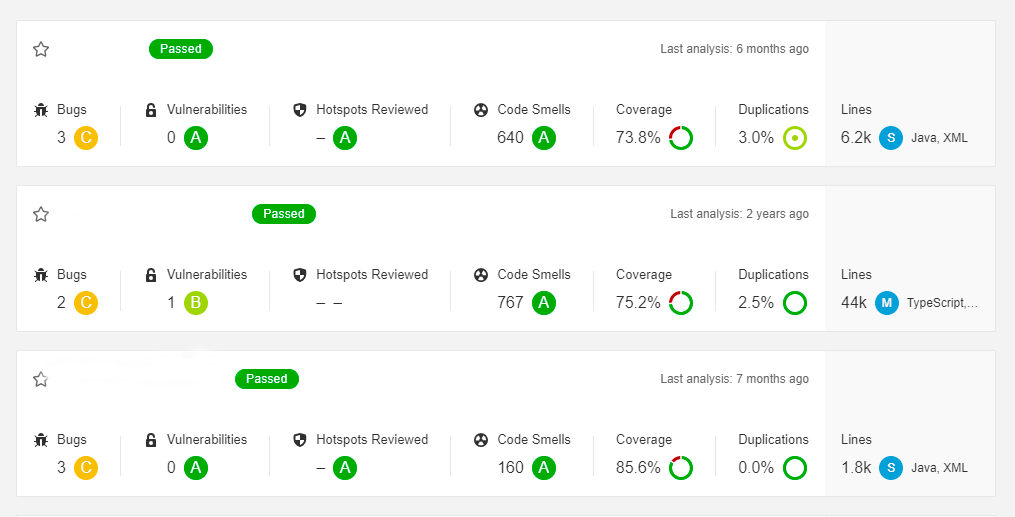 Passed Last analysis: 6 months ago
Bugs Vulnerabilities Hotspots Reviewed Code Smells Coverage Duplications Lines
3 C 0 A – A 640 A 73.8% 3.0% 6.2k S Java, XML
Passed Last analysis: 2 years ago
Bugs Vulnerabilities Hotspots Reviewed Code Smells Coverage Duplications Lines
2 C 1 B – – 767 A 75.2% 2.5% 44k M TypeScript,...
Passed Last analysis: 7 months ago
Bugs Vulnerabilities Hotspots Reviewed Code Smells Coverage Duplications Lines
3 C 0 A – A 160 A 85.6% 0.0% 1.8k S Java, XML